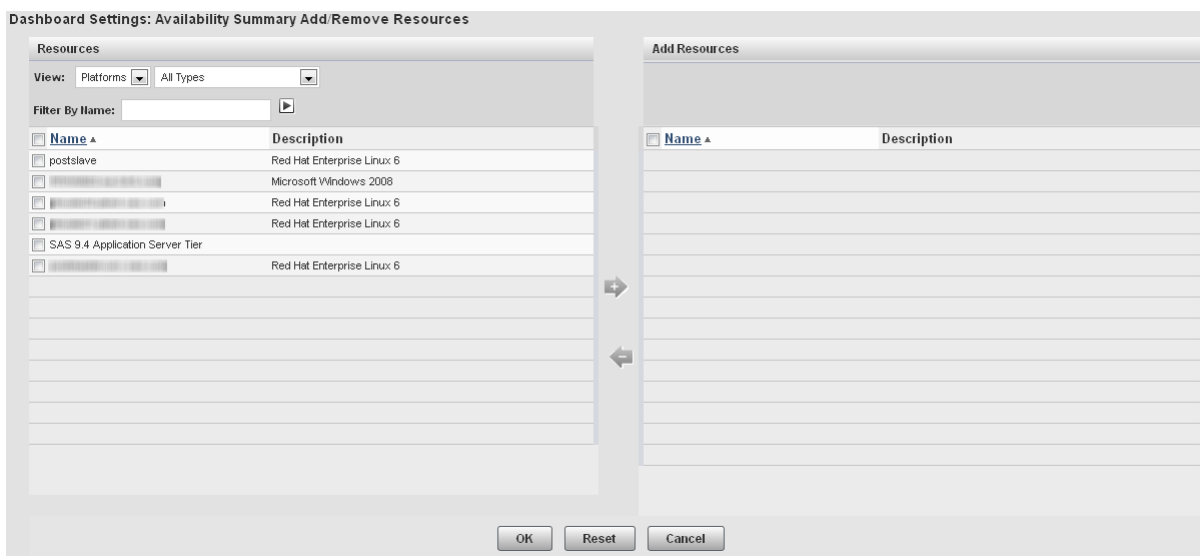 Dashboard Settings: Availability Summary Add/Remove Resources
Resources
View: Platforms All Types
Filter By Name:
Name Description
postslave Red Hat Enterprise Linux 6
Microsoft Windows 2008
Red Hat Enterprise Linux 6
Red Hat Enterprise Linux 6
SAS 9.4 Application Server Tier
Red Hat Enterprise Linux 6
Add Resources
Name Description
OK Reset Cancel